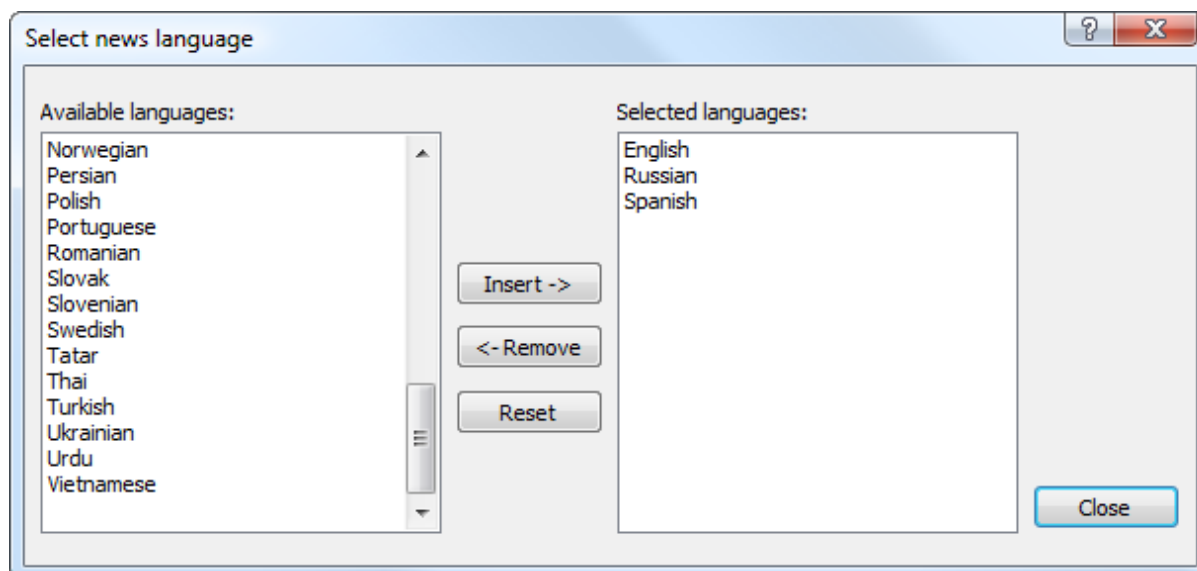 Select news language
?
X
Available languages:
Norwegian
Persian
Polish
Portuguese
Romanian
Slovak
Slovenian
Swedish
Tatar
Thai
Turkish
Ukrainian
Urdu
Vietnamese
Insert ->
<- Remove
Reset
Selected languages:
English
Russian
Spanish
Close